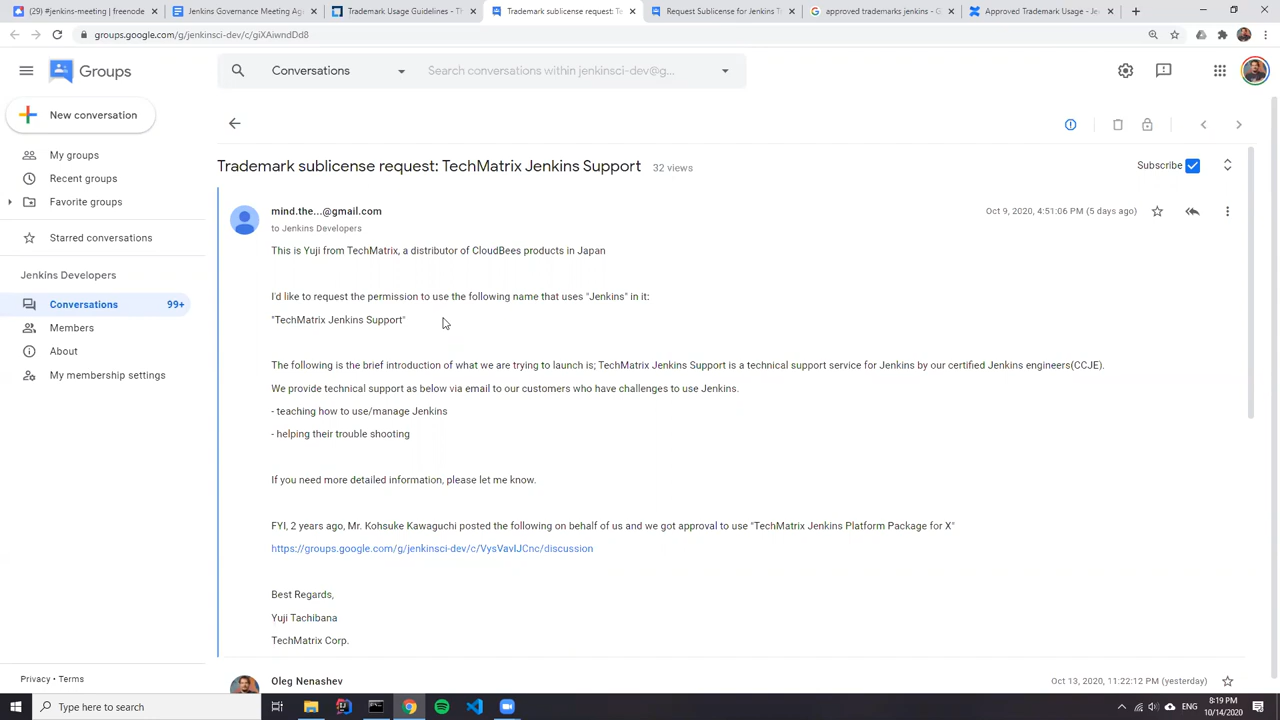 (29) #jenkins-meeting | freenode
Jenkins Governance Meeting Age
Trademark Usage Guidelines - Th
Trademark sublicense request: Te
Request Sublicense for Jenkins Tr
approved trademarks jenkins - G
Approved Trademark Usage - Je
groups.google.com/g/jenkinsci-dev/c/giXAiwndDd8
Groups
Conversations
Search conversations within jenkinsci-dev@g...
New conversation
My groups
Recent groups
Favorite groups
Starred conversations
Jenkins Developers
Conversations 99+
Members
About
My membership settings
Privacy • Terms
Trademark sublicense request: TechMatrix Jenkins Support 32 views
Subscribe
mind.the...@gmail.com
Oct 9, 2020, 4:51:06 PM (5 days ago)
to Jenkins Developers
This is Yuji from TechMatrix, a distributor of CloudBees products in Japan
I'd like to request the permission to use the following name that uses "Jenkins" in it:
"TechMatrix Jenkins Support"
The following is the brief introduction of what we are trying to launch is; TechMatrix Jenkins Support is a technical support service for Jenkins by our certified Jenkins engineers(CCJE).
We provide technical support as below via email to our customers who have challenges to use Jenkins.
- teaching how to use/manage Jenkins
- helping their trouble shooting
If you need more detailed information, please let me know.
FYI, 2 years ago, Mr. Kohsuke Kawaguchi posted the following on behalf of us and we got approval to use "TechMatrix Jenkins Platform Package for X"
https://groups.google.com/g/jenkinsci-dev/c/VysVavIJCnc/discussion
Best Regards,
Yuji Tachibana
TechMatrix Corp.
Oleg Nenashev
Oct 13, 2020, 11:22:12 PM (yesterday)
Type here to search
ENG
8:19 PM
10/14/2020